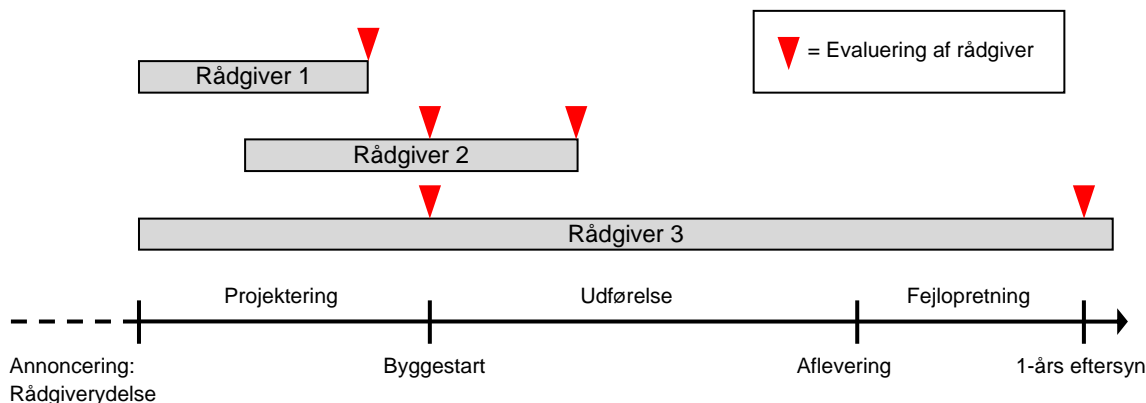 Rådgiver 1
= Evaluering af rådgiver
Rådgiver 2
Rådgiver 3
Projektering
Udførelse
Fejlopretning
Annoncering:
Rådgiverydelse
Byggestart
Aflevering
1-års eftersyn